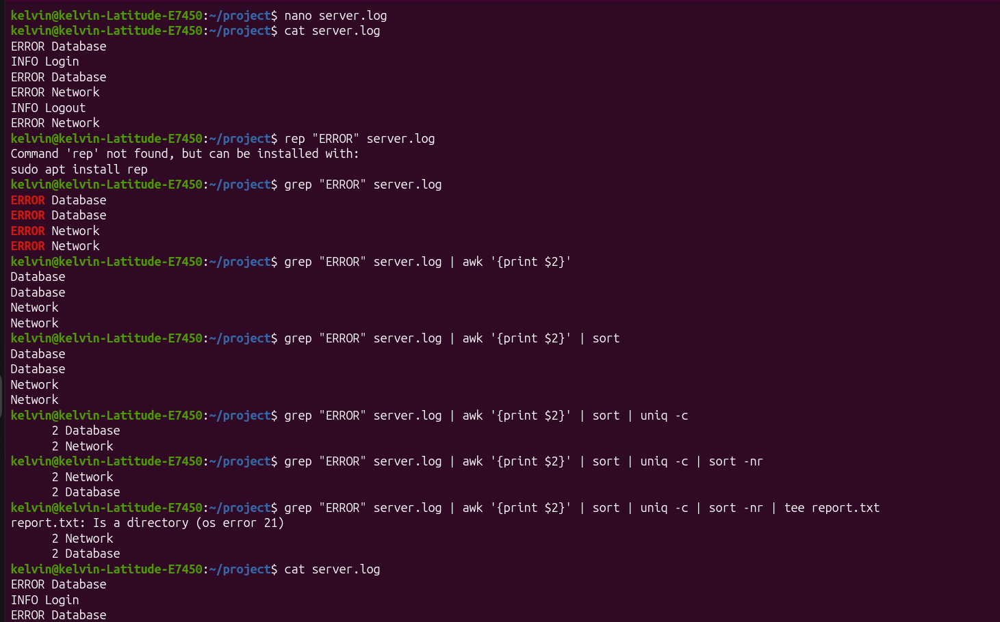 kelvin@kelvin-Latitude-E7450:~/project$ nano server.log
kelvin@kelvin-Latitude-E7450:~/project$ cat server.log
ERROR Database
INFO Login
ERROR Database
ERROR Network
INFO Logout
ERROR Network
kelvin@kelvin-Latitude-E7450:~/project$ rep "ERROR" server.log
Command 'rep' not found, but can be installed with:
sudo apt install rep
kelvin@kelvin-Latitude-E7450:~/project$ grep "ERROR" server.log
ERROR Database
ERROR Database
ERROR Network
ERROR Network
kelvin@kelvin-Latitude-E7450:~/project$ grep "ERROR" server.log | awk '{print $2}'
Database
Database
Network
Network
kelvin@kelvin-Latitude-E7450:~/project$ grep "ERROR" server.log | awk '{print $2}' | sort
Database
Database
Network
Network
kelvin@kelvin-Latitude-E7450:~/project$ grep "ERROR" server.log | awk '{print $2}' | sort | uniq -c
      2 Database
      2 Network
kelvin@kelvin-Latitude-E7450:~/project$ grep "ERROR" server.log | awk '{print $2}' | sort | uniq -c | sort -nr
      2 Network
      2 Database
kelvin@kelvin-Latitude-E7450:~/project$ grep "ERROR" server.log | awk '{print $2}' | sort | uniq -c | sort -nr | tee report.txt
report.txt: Is a directory (os error 21)
      2 Network
      2 Database
kelvin@kelvin-Latitude-E7450:~/project$ cat server.log
ERROR Database
INFO Login
ERROR Database